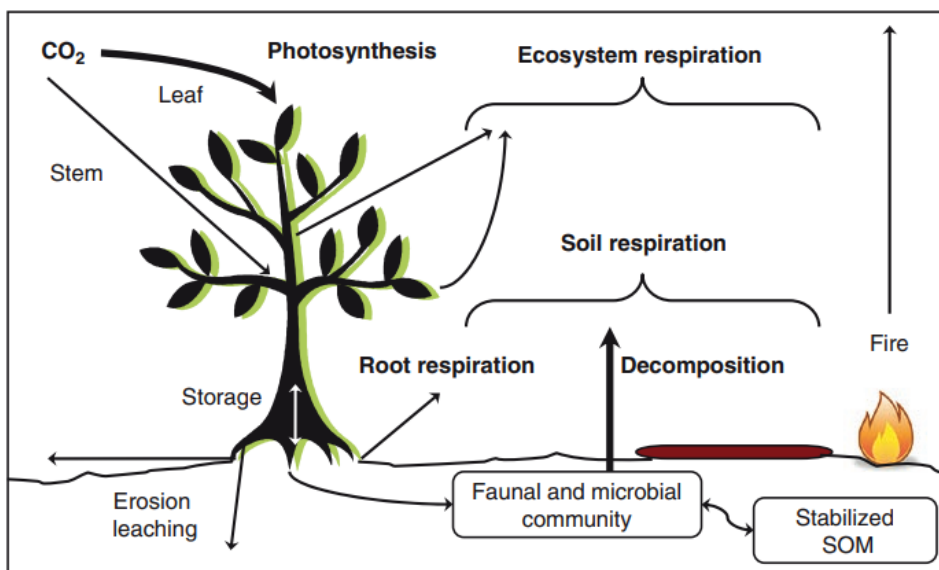 CO₂
Photosynthesis
Ecosystem respiration
Leaf
Stem
Soil respiration
Fire
Root respiration
Decomposition
Storage
Erosion
leaching
Faunal and microbial
community
Stabilized
SOM